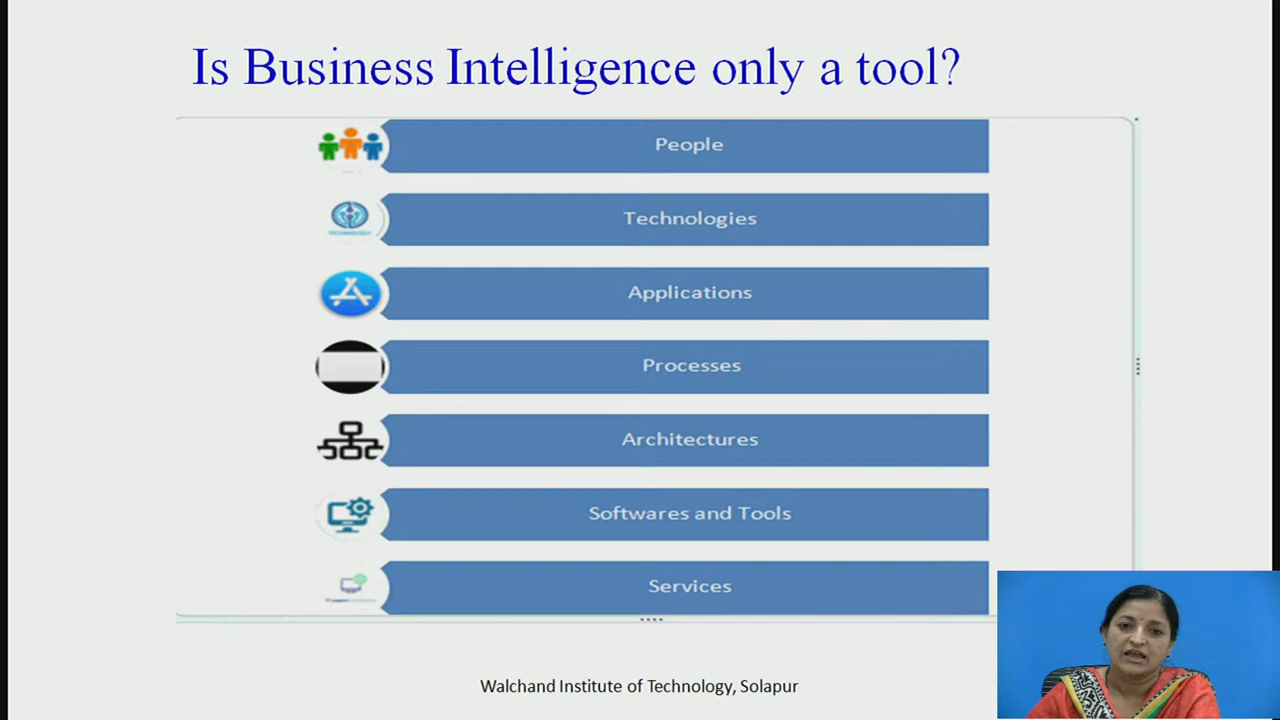 Is Business Intelligence only a tool?
People
Technologies
Applications
Processes
Architectures
Softwares and Tools
Services
Walchand Institute of Technology, Solapur